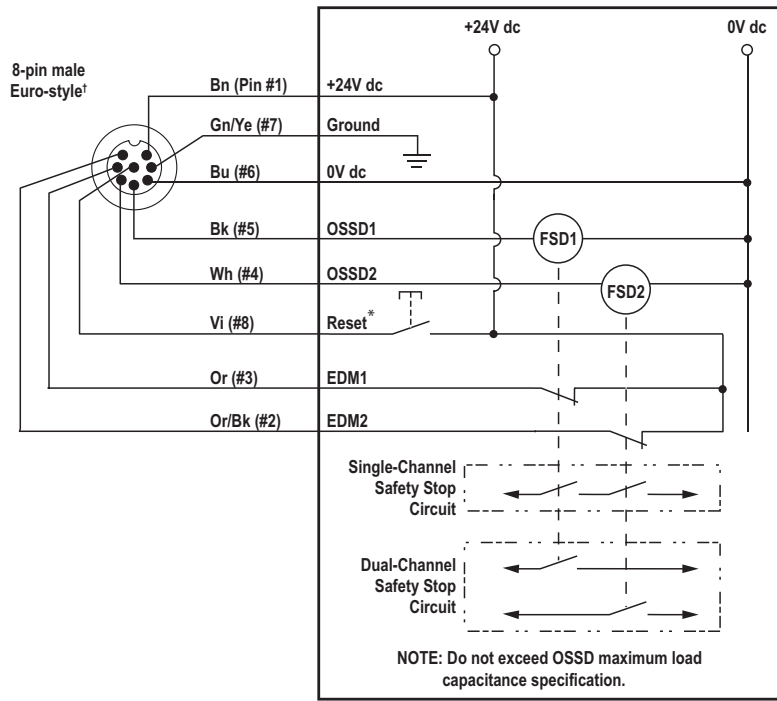 +24V dc
0V dc
8-pin male
Euro-style†
Bn (Pin #1)
+24V dc
Gn/Ye (#7)
Ground
Bu (#6)
0V dc
Bk (#5)
OSSD1
FSD1
Wh (#4)
OSSD2
FSD2
Vi (#8)
Reset*
Or (#3)
EDM1
Or/Bk (#2)
EDM2
Single-Channel
Safety Stop
Circuit
Dual-Channel
Safety Stop
Circuit
NOTE: Do not exceed OSSD maximum load
capacitance specification.